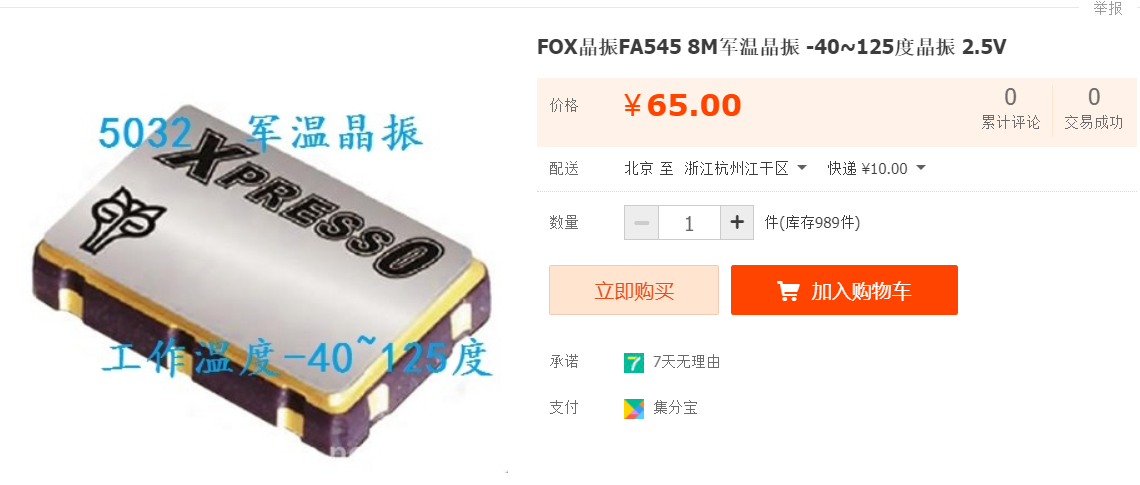 举报
FOX晶振FA545 8M军温晶振 -40~125度晶振 2.5V
5032 军温晶振
XPRESSO
工作温度-40~125度
价格
¥65.00
0
累计评论
0
交易成功
配送
北京 至 浙江杭州江干区 快递 ¥10.00
数量
1
件(库存989件)
立即购买
加入购物车
承诺
7
7天无理由
支付
集分宝